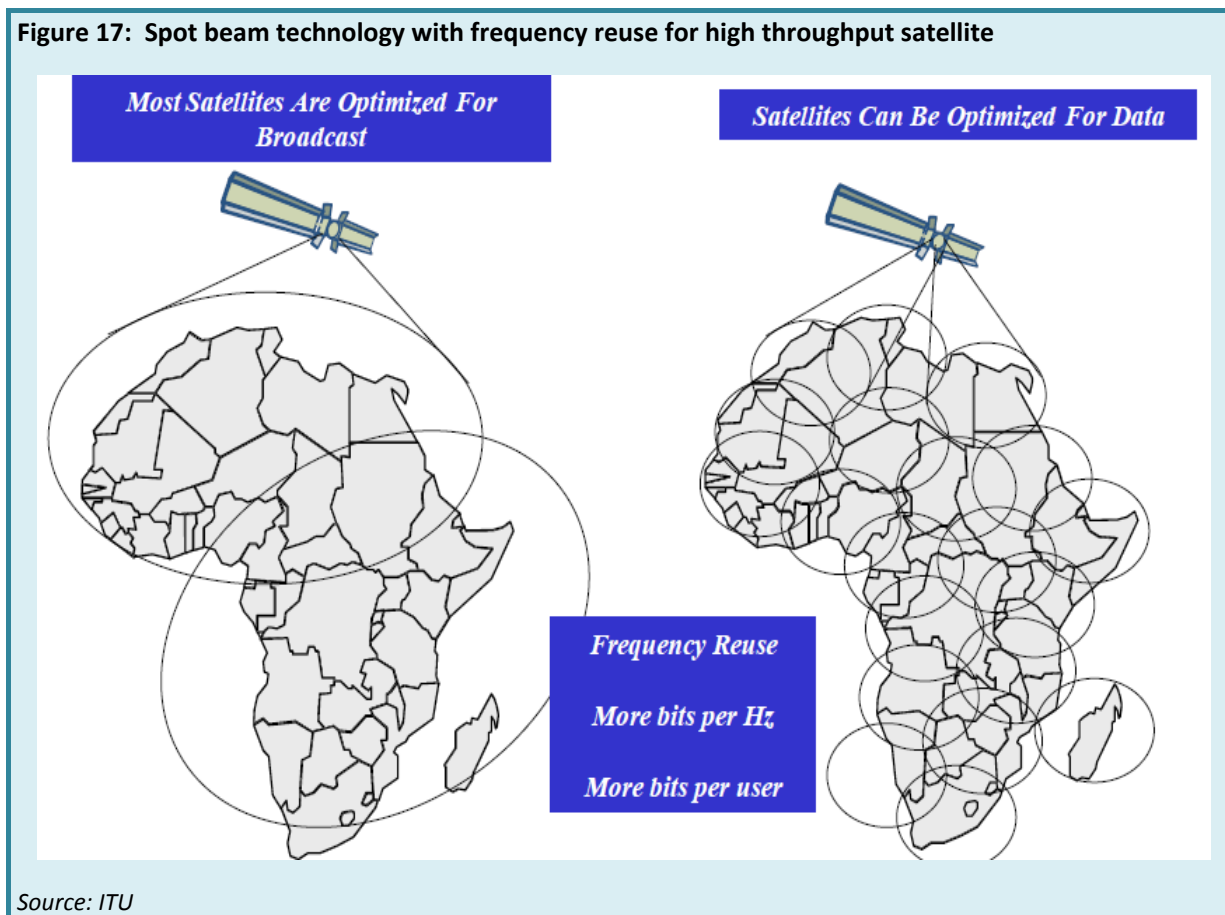 Figure 17:  Spot beam technology with frequency reuse for high throughput satellite
Most Satellites Are Optimized For
Broadcast
Satellites Can Be Optimized For Data
Frequency Reuse
More bits per Hz
More bits per user
Source: ITU